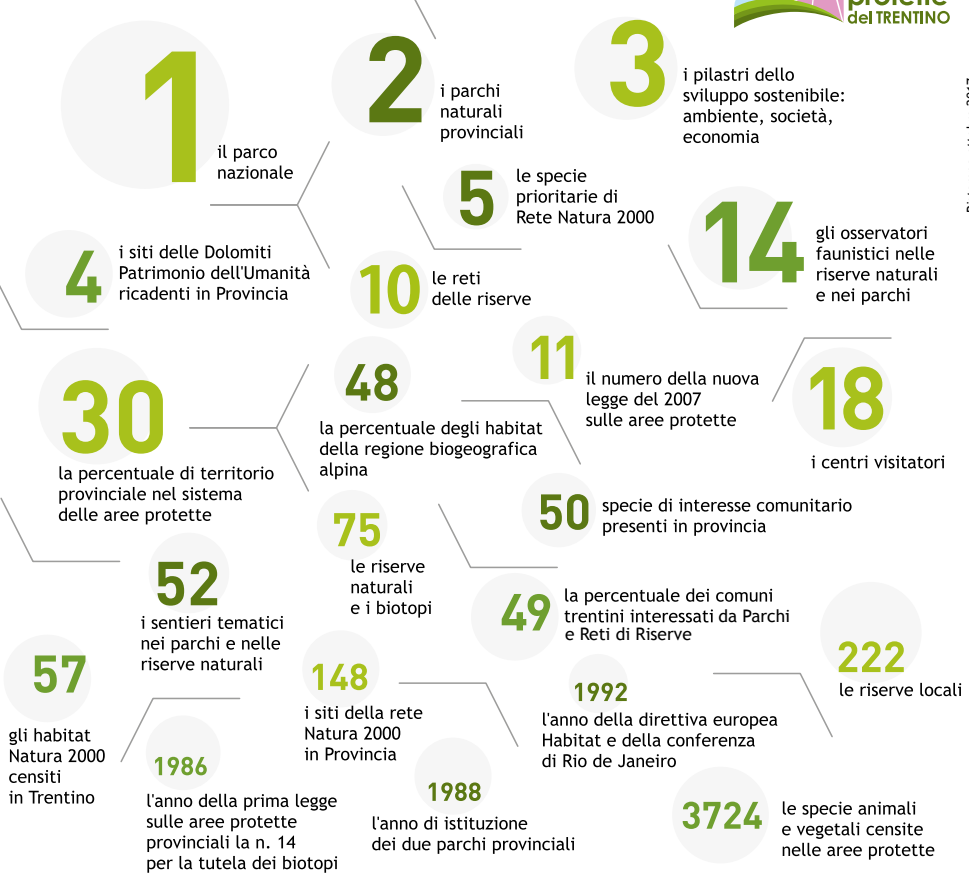 protette
del TRENTINO
1
il parco
nazionale
2
i parchi
naturali
provinciali
3
i pilastri dello
sviluppo sostenibile:
ambiente, società,
economia
4
i siti delle Dolomiti
Patrimonio dell'Umanità
ricadenti in Provincia
5
le specie
prioritarie di
Rete Natura 2000
10
le reti
delle riserve
14
gli osservatori
faunistici nelle
riserve naturali
e nei parchi
30
la percentuale di territorio
provinciale nel sistema
delle aree protette
48
la percentuale degli habitat
della regione biogeografica
alpina
11
il numero della nuova
legge del 2007
sulle aree protette
18
i centri visitatori
75
le riserve
naturali
e i biotopi
50
specie di interesse comunitario
presenti in provincia
52
i sentieri tematici
nei parchi e nelle
riserve naturali
49
la percentuale dei comuni
trentini interessati da Parchi
e Reti di Riserve
57
gli habitat
Natura 2000
censiti
in Trentino
148
i siti della rete
Natura 2000
in Provincia
1992
l'anno della direttiva europea
Habitat e della conferenza
di Rio de Janeiro
222
le riserve locali
1986
l'anno della prima legge
sulle aree protette
provinciali la n. 14
per la tutela dei biotopi
1988
l'anno di istituzione
dei due parchi provinciali
3724
le specie animali
e vegetali censite
nelle aree protette